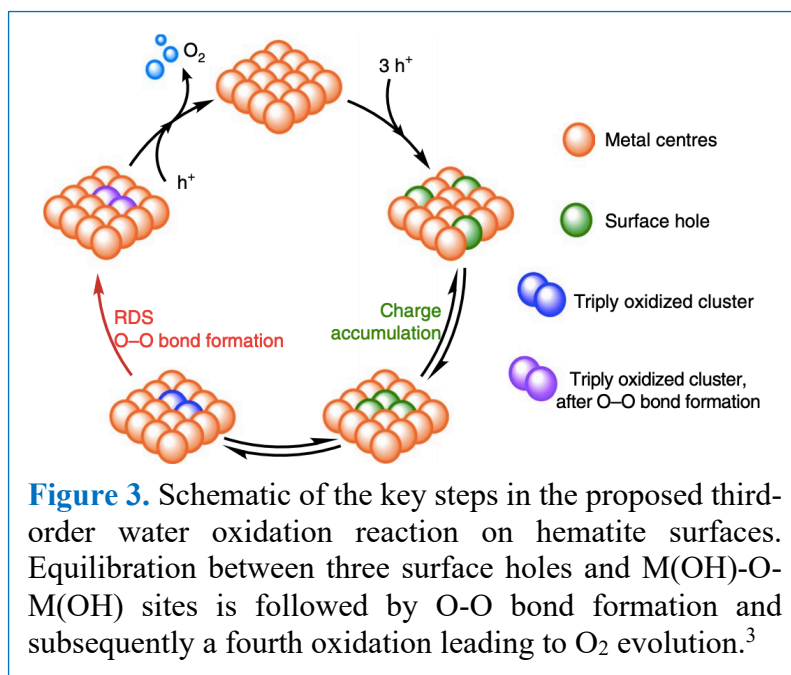 O2
3 h+
h+
Metal centres
Surface hole
Triply oxidized cluster
Triply oxidized cluster,
after O–O bond formation
RDS
O–O bond formation
Charge
accumulation
Figure 3. Schematic of the key steps in the proposed third-
order water oxidation reaction on hematite surfaces.
Equilibration between three surface holes and M(OH)-O-
M(OH) sites is followed by O-O bond formation and
subsequently a fourth oxidation leading to O2 evolution.3